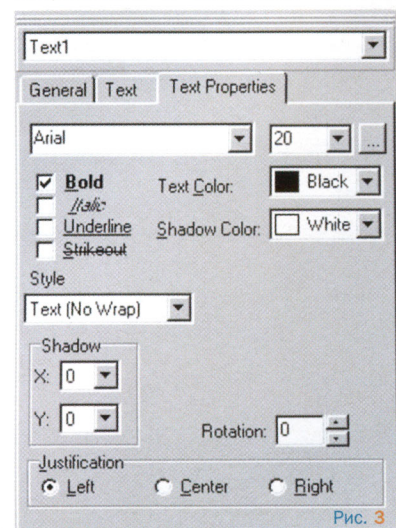 Text1
General Text Text Properties
Arial 20 ...
Bold Text Color: Black
Italic
Underline Shadow Color: White
Strikeout
Style
Text (No Wrap)
Shadow
X: 0
Y: 0 Rotation: 0
Justification
Left Center Right
Рис. 3